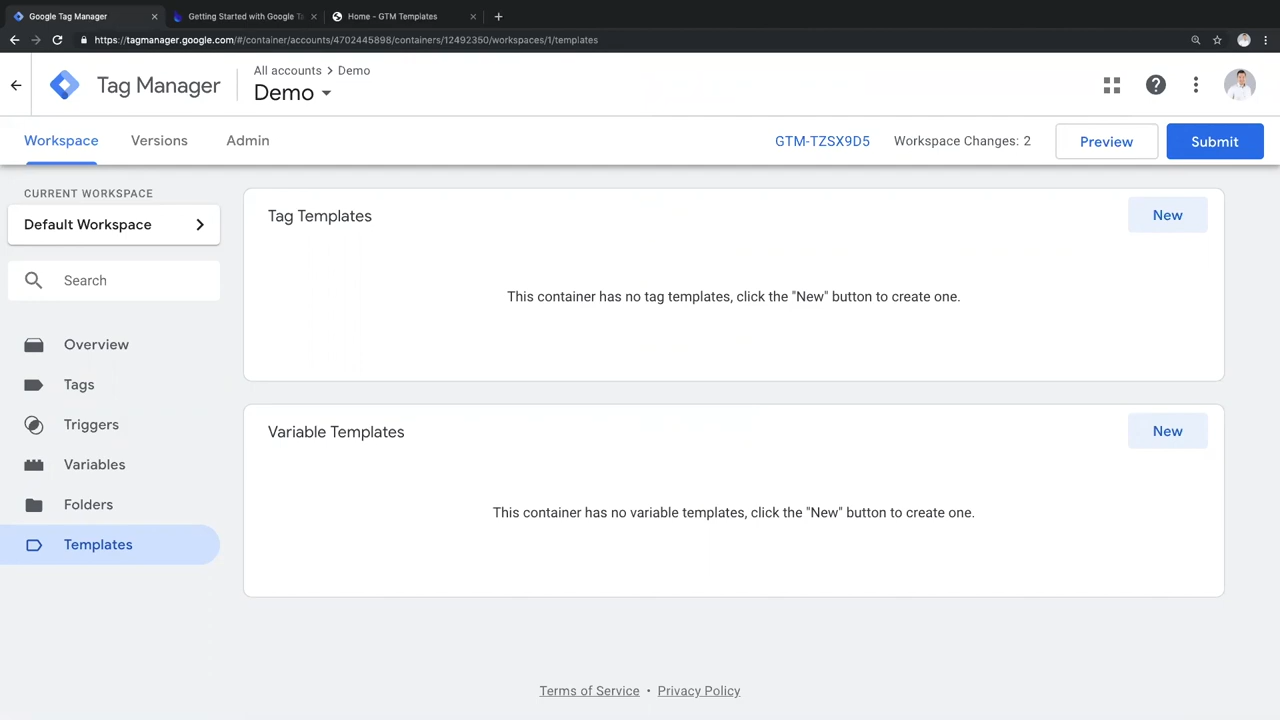 Google Tag Manager
Getting Started with Google Ta
Home - GTM Templates
https://tagmanager.google.com/#/container/accounts/4702445898/containers/12492350/workspaces/1/templates
Tag Manager
All accounts > Demo
Demo
Workspace
Versions
Admin
GTM-TZSX9D5
Workspace Changes: 2
Preview
Submit
CURRENT WORKSPACE
Default Workspace
Search
Overview
Tags
Triggers
Variables
Folders
Templates
Tag Templates
New
This container has no tag templates, click the "New" button to create one.
Variable Templates
New
This container has no variable templates, click the "New" button to create one.
Terms of Service • Privacy Policy